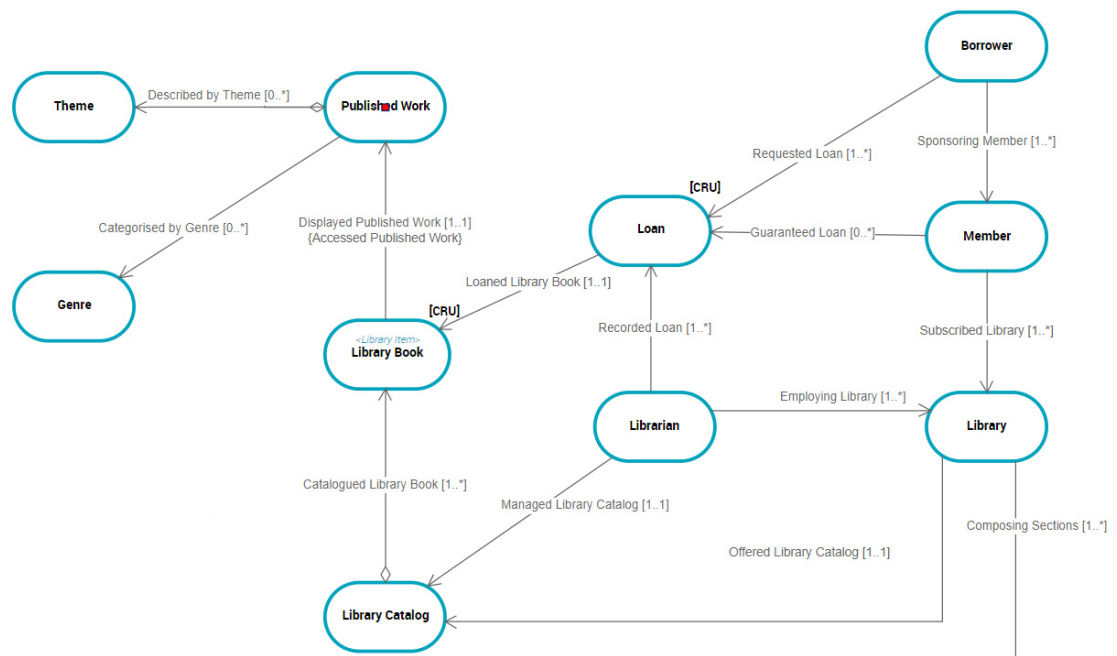 Borrower
Theme
Described by Theme [0..*]
Published Work
Sponsoring Member [1..*]
Requested Loan [1..*]
[CRU]
Categorised by Genre [0..*]
Displayed Published Work [1..1]
{Accessed Published Work}
Loan
Guaranteed Loan [0..*]
Member
Loaned Library Book [1..1]
Genre
[CRU]
Recorded Loan [1..*]
Subscribed Library [1..*]
<Library Item>
Library Book
Employing Library [1..*]
Librarian
Library
Catalogued Library Book [1..*]
Managed Library Catalog [1..1]
Composing Sections [1..*]
Offered Library Catalog [1..1]
Library Catalog